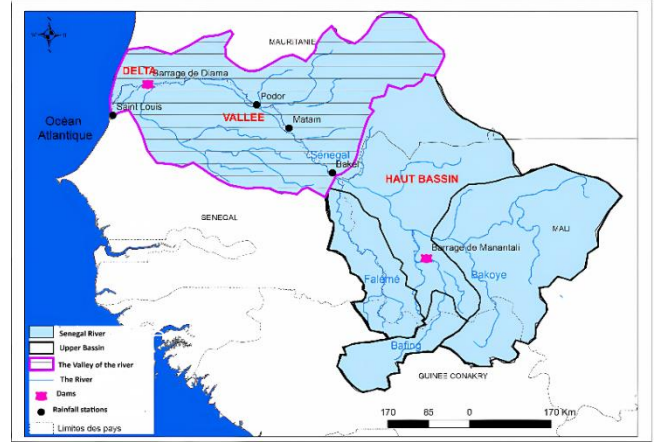 MAURITANIE
DELTA
Barrage de Diama
Saint Louis
Podor
VALLEE
Matam
Océan
Atlantique
Sénégal
Bakel
HAUT BASSIN
SENEGAL
MALI
Barrage de Manantali
Falémé
Bakoye
Bafing
GUINEE CONAKRY
Senegal River
Upper Bassin
The Valley of the river
The River
Dams
Rainfall stations
Limitos des pays
170 85 0 170 Km